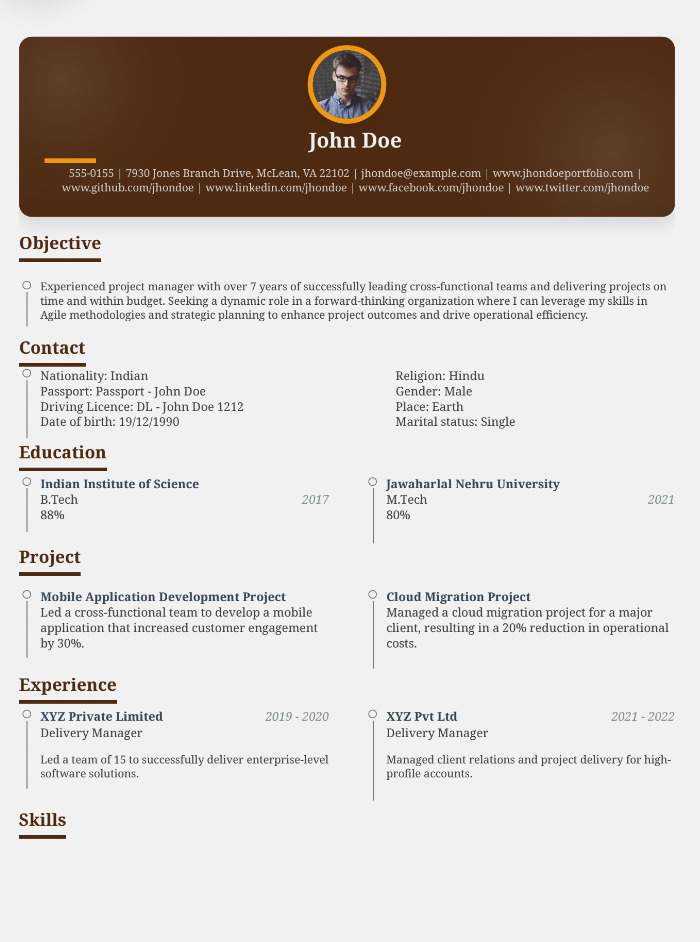 John Doe
555-0155 | 7930 Jones Branch Drive, McLean, VA 22102 | jhondoe@example.com | www.jhondoeportfolio.com |
www.github.com/jhondoe | www.linkedin.com/jhondoe | www.facebook.com/jhondoe | www.twitter.com/jhondoe
Objective
Experienced project manager with over 7 years of successfully leading cross-functional teams and delivering projects on
time and within budget. Seeking a dynamic role in a forward-thinking organization where I can leverage my skills in
Agile methodologies and strategic planning to enhance project outcomes and drive operational efficiency.
Contact
Nationality: Indian
Passport: Passport - John Doe
Driving Licence: DL - John Doe 1212
Date of birth: 19/12/1990
Religion: Hindu
Gender: Male
Place: Earth
Marital status: Single
Education
Indian Institute of Science
B.Tech 2017
88%
Jawaharlal Nehru University
M.Tech 2021
80%
Project
Mobile Application Development Project
Led a cross-functional team to develop a mobile
application that increased customer engagement
by 30%.
Cloud Migration Project
Managed a cloud migration project for a major
client, resulting in a 20% reduction in operational
costs.
Experience
XYZ Private Limited 2019 - 2020
Delivery Manager
Led a team of 15 to successfully deliver enterprise-level
software solutions.
XYZ Pvt Ltd 2021 - 2022
Delivery Manager
Managed client relations and project delivery for high-
profile accounts.
Skills